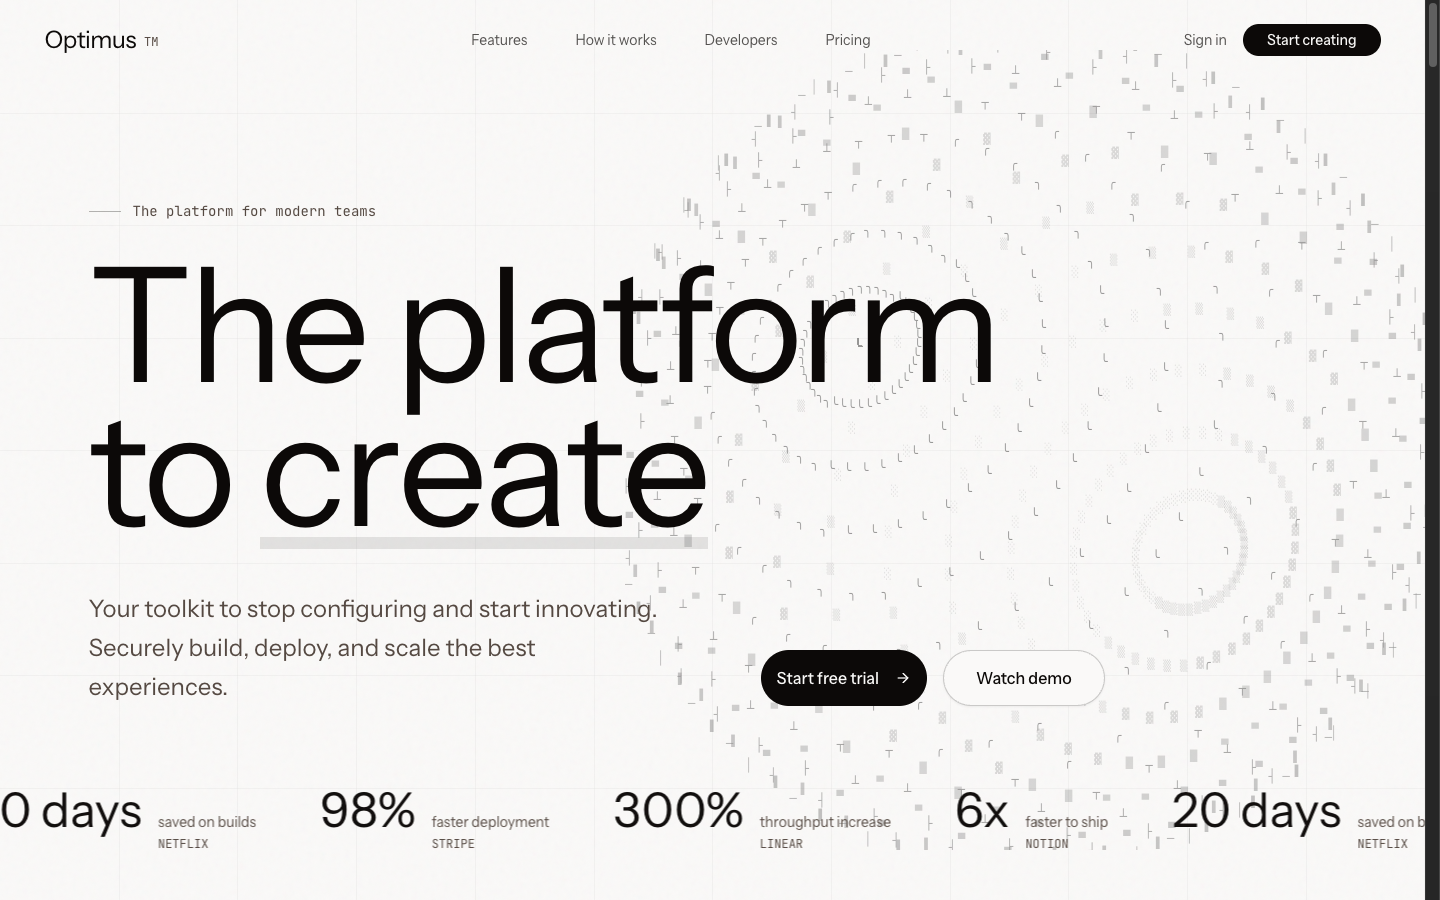 Optimus TM
Features How it works Developers Pricing
Sign in Start creating
The platform for modern teams
The platform
to create
Your toolkit to stop configuring and start innovating.
Securely build, deploy, and scale the best
experiences.
Start free trial → Watch demo
0 days saved on builds NETFLIX
98% faster deployment STRIPE
300% throughput increase LINEAR
6x faster to ship NOTION
20 days saved on b NETFLIX